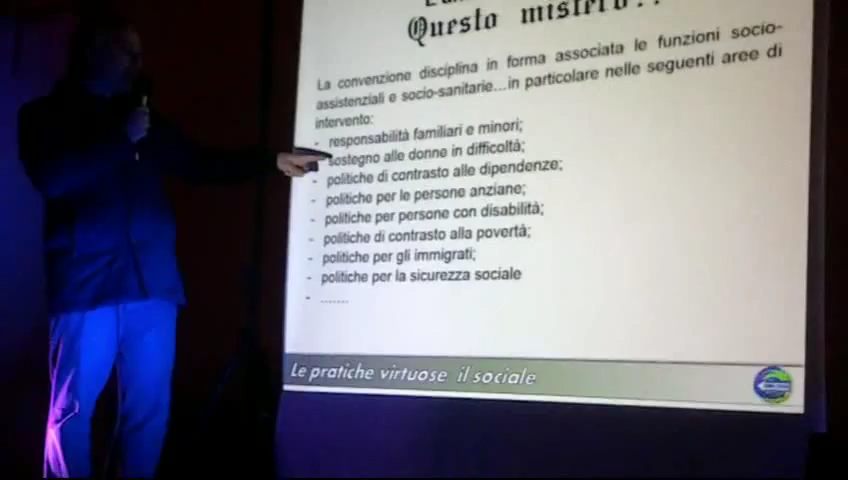 Questo mistero??
La convenzione disciplina in forma associata le funzioni socio-
assistenziali e socio-sanitarie...in particolare nelle seguenti aree di
intervento:
- responsabilità familiari e minori;
sostegno alle donne in difficoltà;
- politiche di contrasto alle dipendenze;
- politiche per le persone anziane;
- politiche per persone con disabilità;
- politiche di contrasto alla povertà;
- politiche per gli immigrati;
- politiche per la sicurezza sociale
- .......
Le pratiche virtuose il sociale